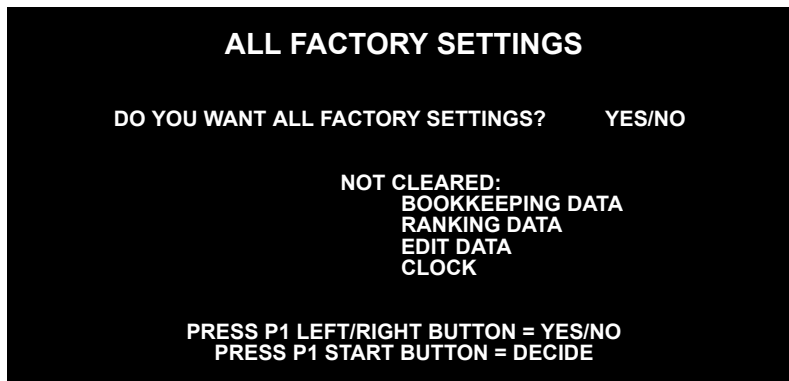 ALL FACTORY SETTINGS
DO YOU WANT ALL FACTORY SETTINGS? YES/NO
NOT CLEARED:
BOOKKEEPING DATA
RANKING DATA
EDIT DATA
CLOCK
PRESS P1 LEFT/RIGHT BUTTON = YES/NO
PRESS P1 START BUTTON = DECIDE